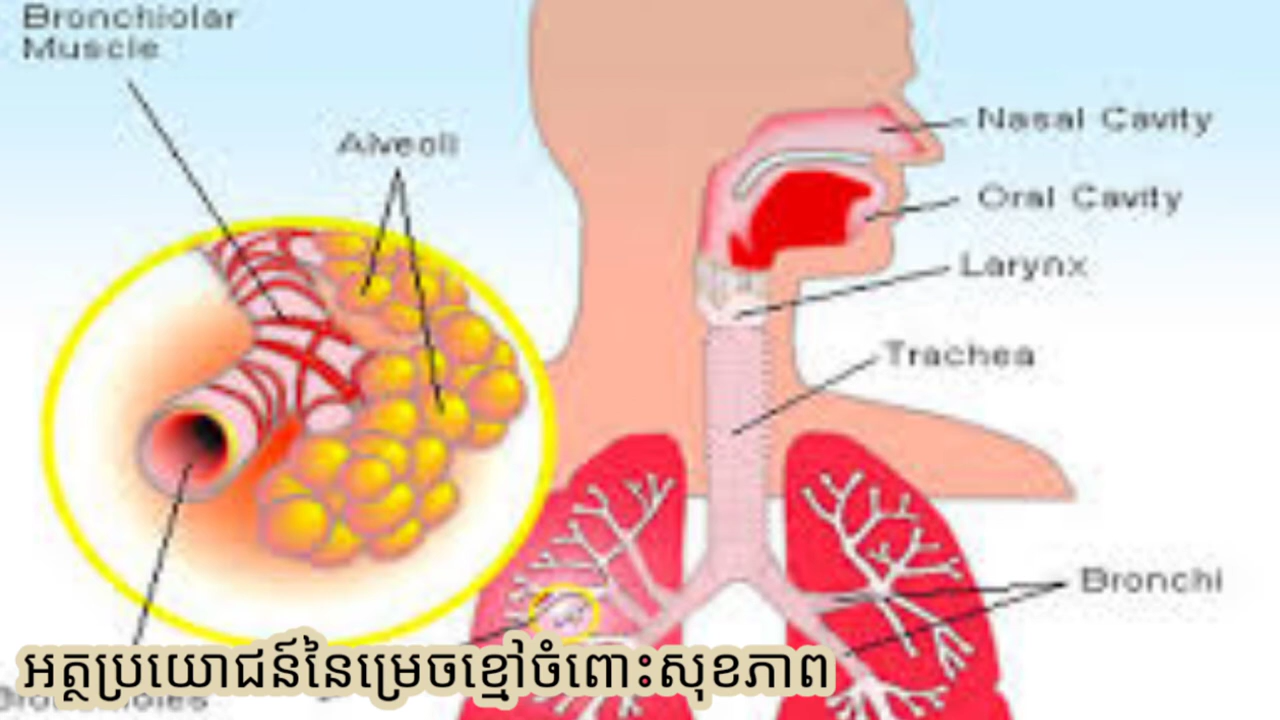 Bronchiolar
Muscle
Alveoli
Nasal Cavity
Oral Cavity
Larynx
Trachea
Bronchi
អត្ថប្រយោជន៍នៃម្រេចខ្មៅចំពោះសុខភាព